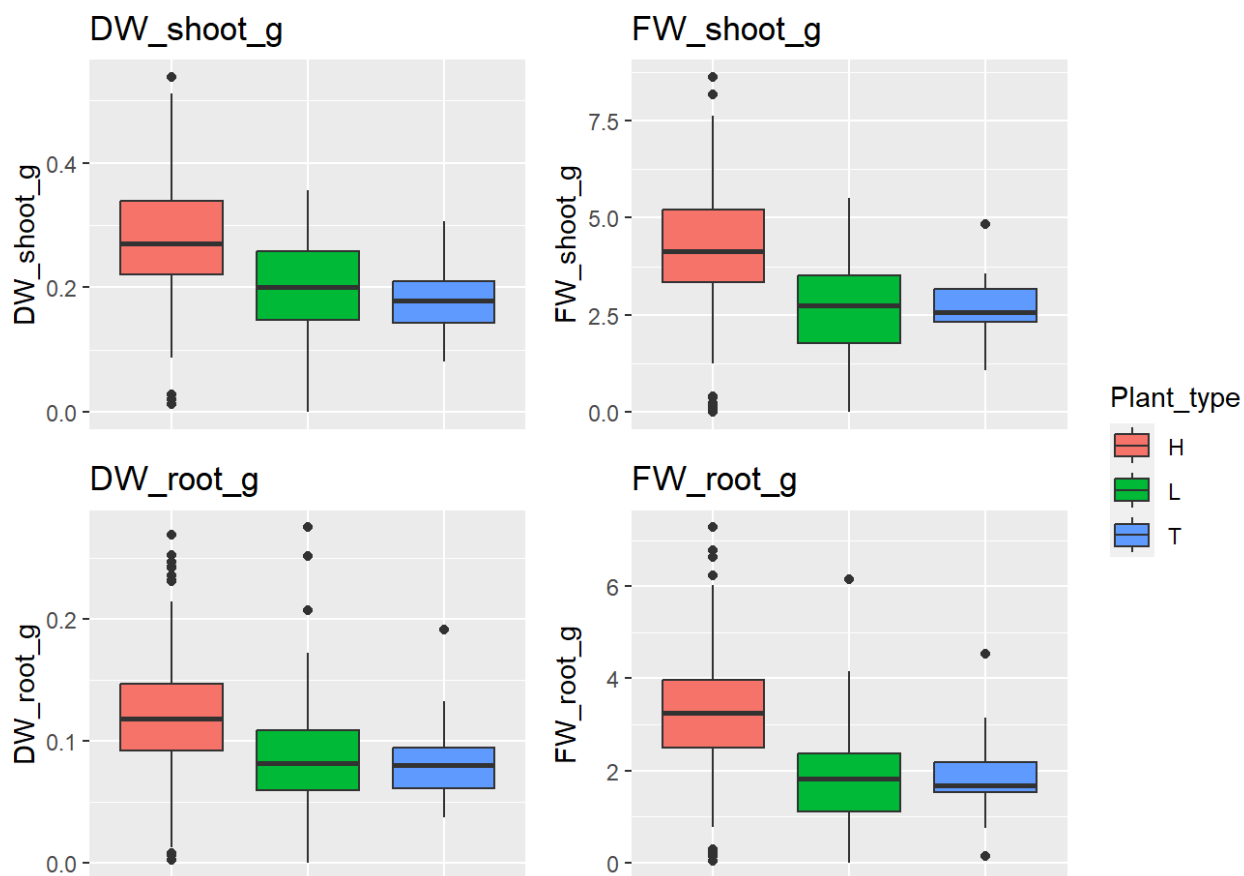 DW_shoot_g
DW_shoot_g
0.4
0.2
0.0
FW_shoot_g
FW_shoot_g
7.5
5.0
2.5
0.0
DW_root_g
DW_root_g
0.2
0.1
0.0
FW_root_g
FW_root_g
6
4
2
0
Plant_type
H
L
T